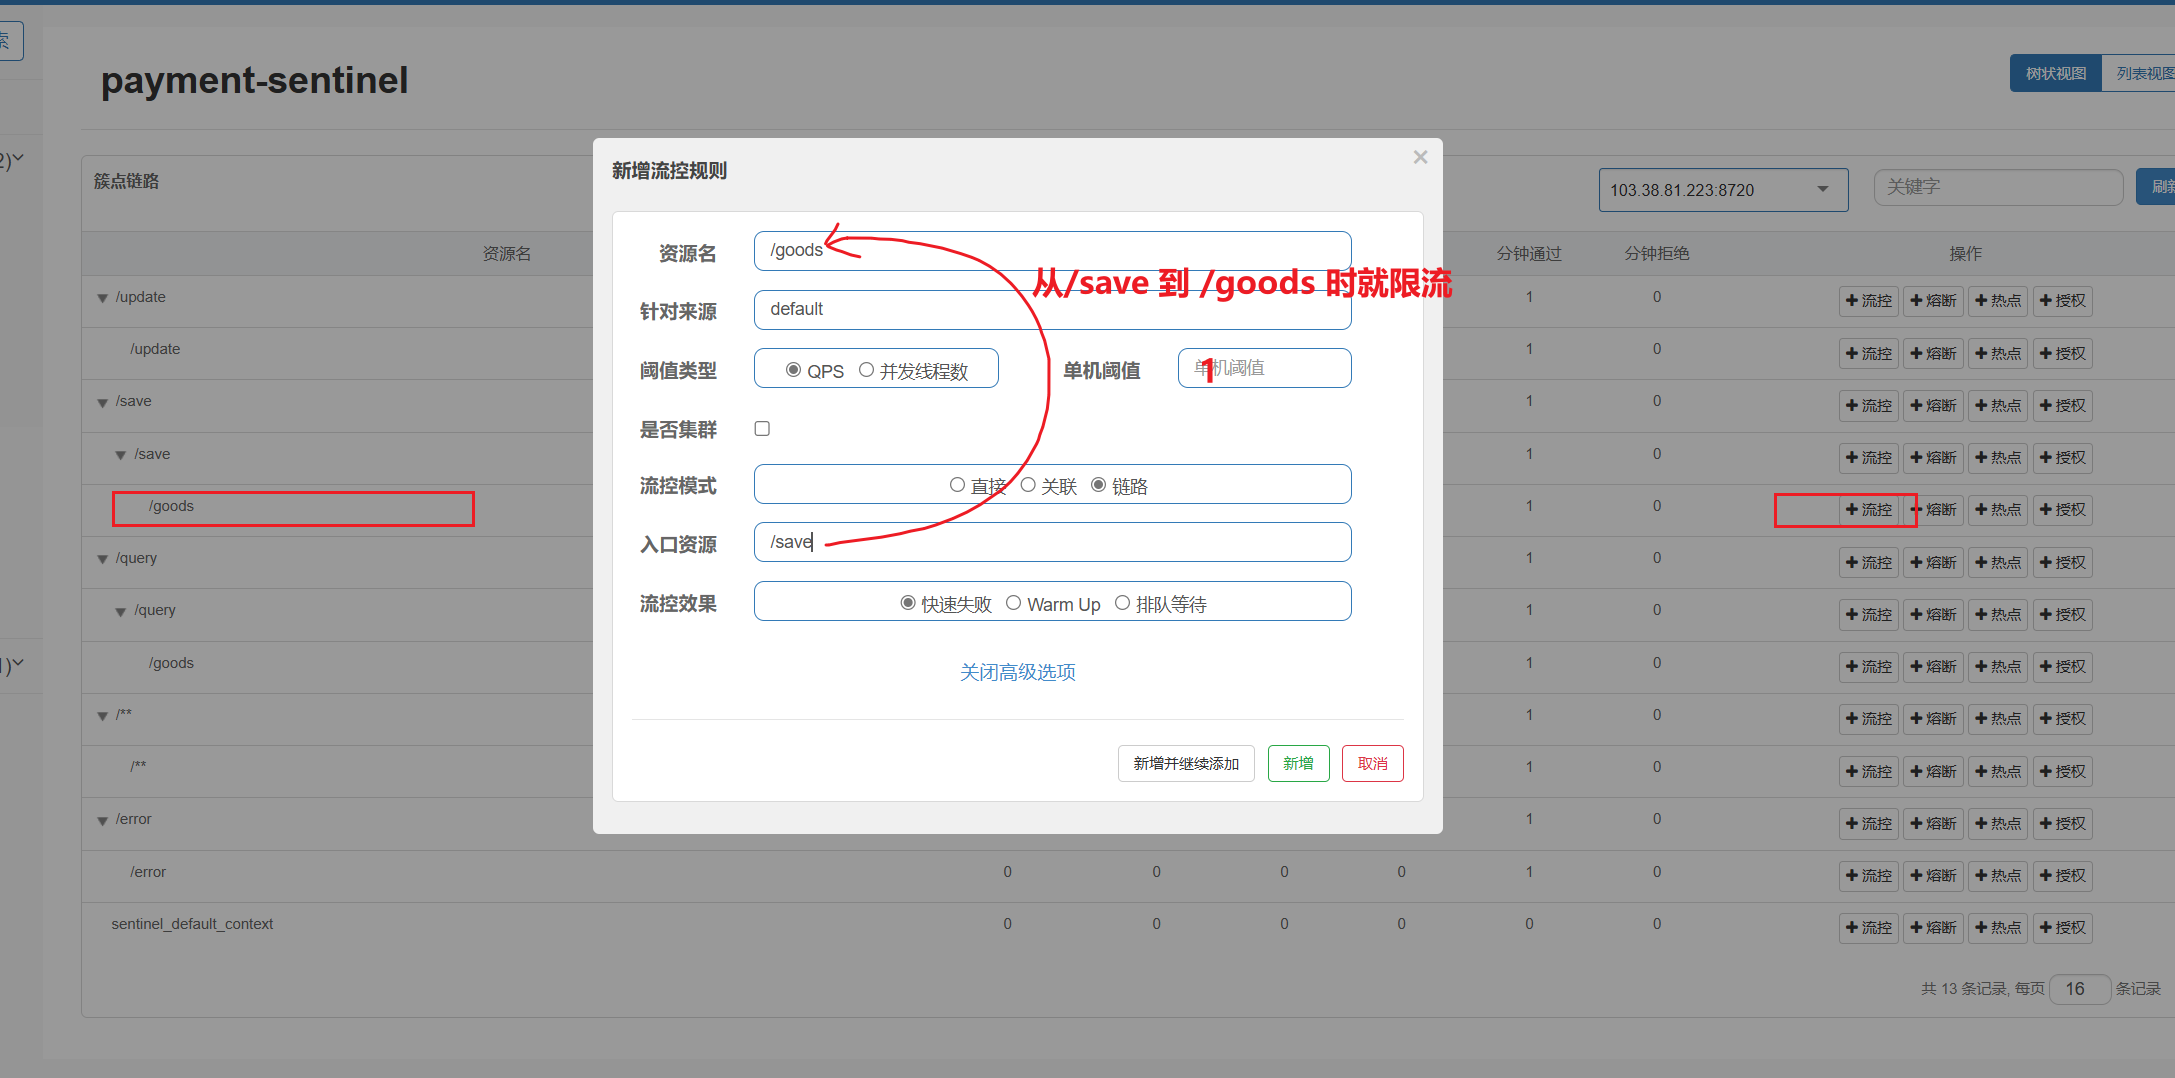 索
payment-sentinel
树状视图
列表视图
2)
簇点链路
103.38.81.223:8720
关键字
刷新
资源名
分钟通过
分钟拒绝
操作
新增流控规则
×
资源名
/goods
从/save 到 /goods 时就限流
针对来源
default
阈值类型
QPS
并发线程数
单机阈值
单机阈值
1
是否集群
流控模式
直接
关联
链路
入口资源
/save
流控效果
快速失败
Warm Up
排队等待
关闭高级选项
新增并继续添加
新增
取消
/update 1 0 流控 熔断 热点 授权
/update 1 0 流控 熔断 热点 授权
/save 1 0 流控 熔断 热点 授权
/save 1 0 流控 熔断 热点 授权
/goods 1 0 流控 熔断 热点 授权
/query 1 0 流控 熔断 热点 授权
/query 1 0 流控 熔断 热点 授权
/goods 1 0 流控 熔断 热点 授权
/** 1 0 流控 熔断 热点 授权
/** 1 0 流控 熔断 热点 授权
/error 1 0 流控 熔断 热点 授权
/error 0 0 0 0 1 0 流控 熔断 热点 授权
sentinel_default_context 0 0 0 0 0 0 流控 熔断 热点 授权
共 13 条记录, 每页 16 条记录